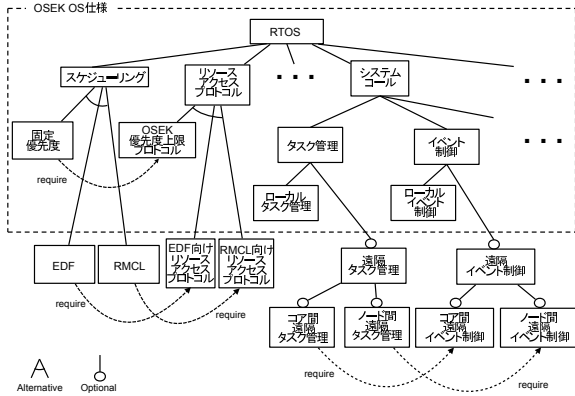 OSEK OS仕様
RTOS
スケジューリング
リソース
アクセス
プロトコル
・・・
システム
コール
・・・
固定
優先度
OSEK
優先度上限
プロトコル
タスク管理
イベント
制御
・・・
require
ローカル
タスク管理
ローカル
イベント
制御
EDF
RMCL
EDF向け
リソース
アクセス
プロトコル
RMCL向け
リソース
アクセス
プロトコル
遠隔
タスク管理
遠隔
イベント制御
require
require
コア間
遠隔
タスク管理
ノード間
遠隔
タスク管理
コア間
遠隔
イベント制御
ノード間
遠隔
イベント制御
require
require
Alternative
Optional